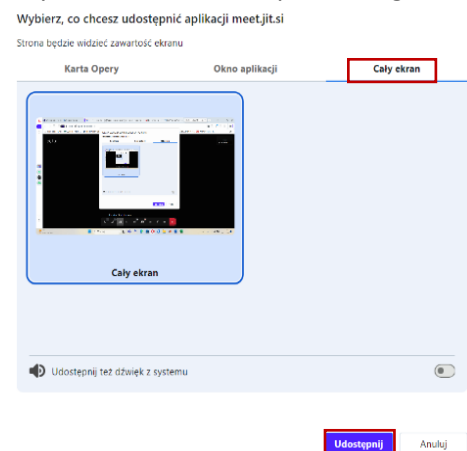 Wybierz, co chcesz udostępnić aplikacji meet.jit.si
Strona będzie widzieć zawartość ekranu
Karta Opery Okno aplikacji Cały ekran
Cały ekran
Udostępnij też dźwięk z systemu
Udostępnij Anuluj